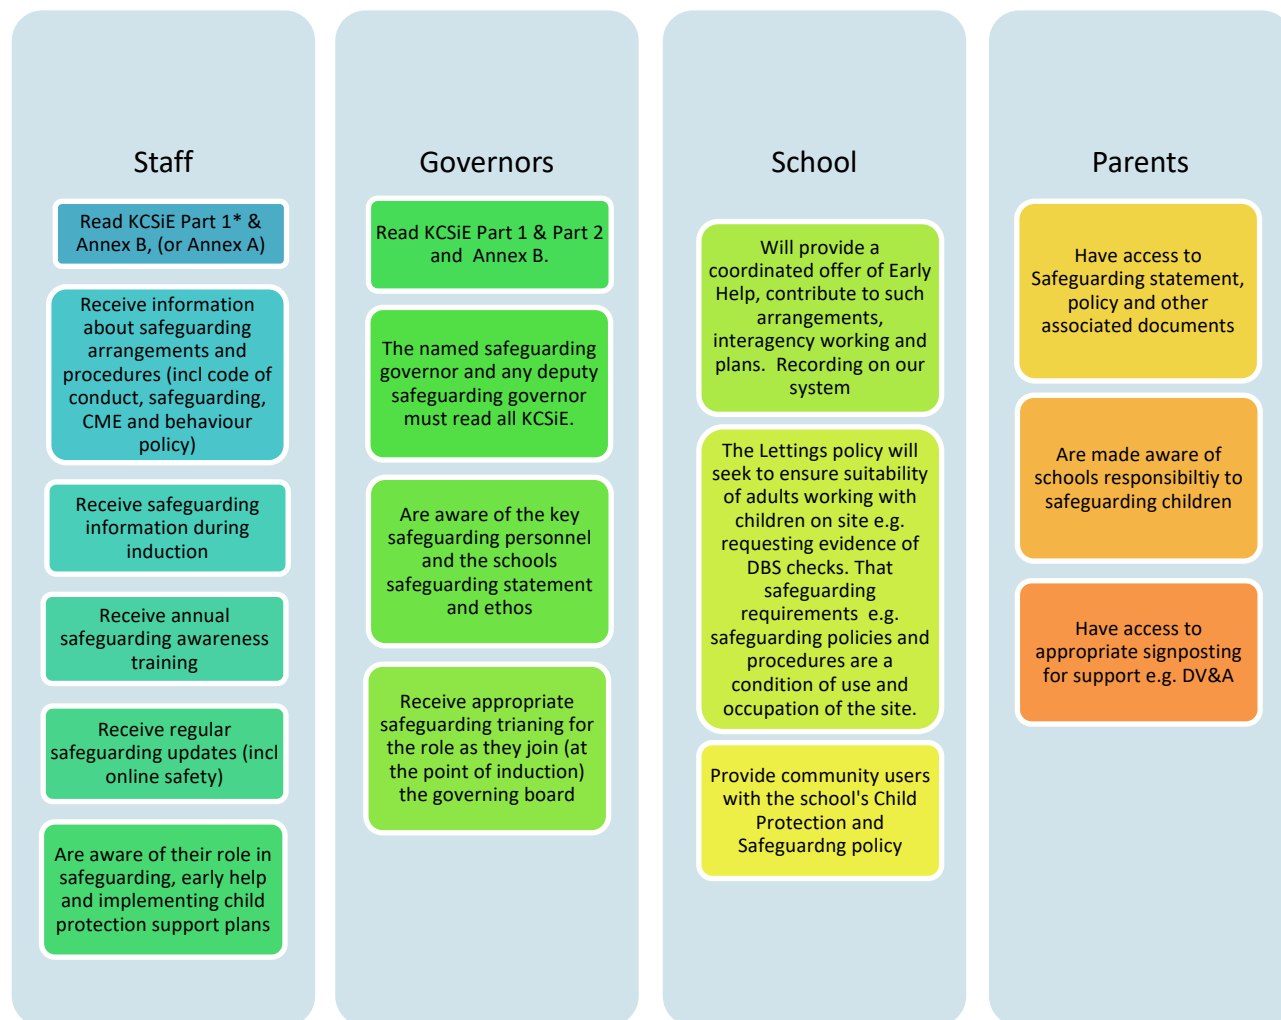 Staff
Read KCSiE Part 1* &
Annex B, (or Annex A)
Receive information
about safeguarding
arrangements and
procedures (incl code of
conduct, safeguarding,
CME and behaviour
policy)
Receive safeguarding
information during
induction
Receive annual
safeguarding awareness
training
Receive regular
safeguarding updates (incl
online safety)
Are aware of their role in
safeguarding, early help
and implementing child
protection support plans
Governors
Read KCSiE Part 1 & Part 2
and Annex B.
The named safeguarding
governor and any deputy
safeguarding governor
must read all KCSiE.
Are aware of the key
safeguarding personnel
and the schools
safeguarding statement
and ethos
Receive appropriate
safeguarding trianing for
the role as they join (at
the point of induction)
the governing board
School
Will provide a
coordinated offer of Early
Help, contribute to such
arrangements,
interagency working and
plans. Recording on our
system
The Lettings policy will
seek to ensure suitability
of adults working with
children on site e.g.
requesting evidence of
DBS checks. That
safeguarding
requirements e.g.
safeguarding policies and
procedures are a
condition of use and
occupation of the site.
Provide community users
with the school's Child
Protection and
Safeguardng policy
Parents
Have access to
Safeguarding statement,
policy and other
associated documents
Are made aware of
schools responsibiltiy to
safeguarding children
Have access to
appropriate signposting
for support e.g. DV&A